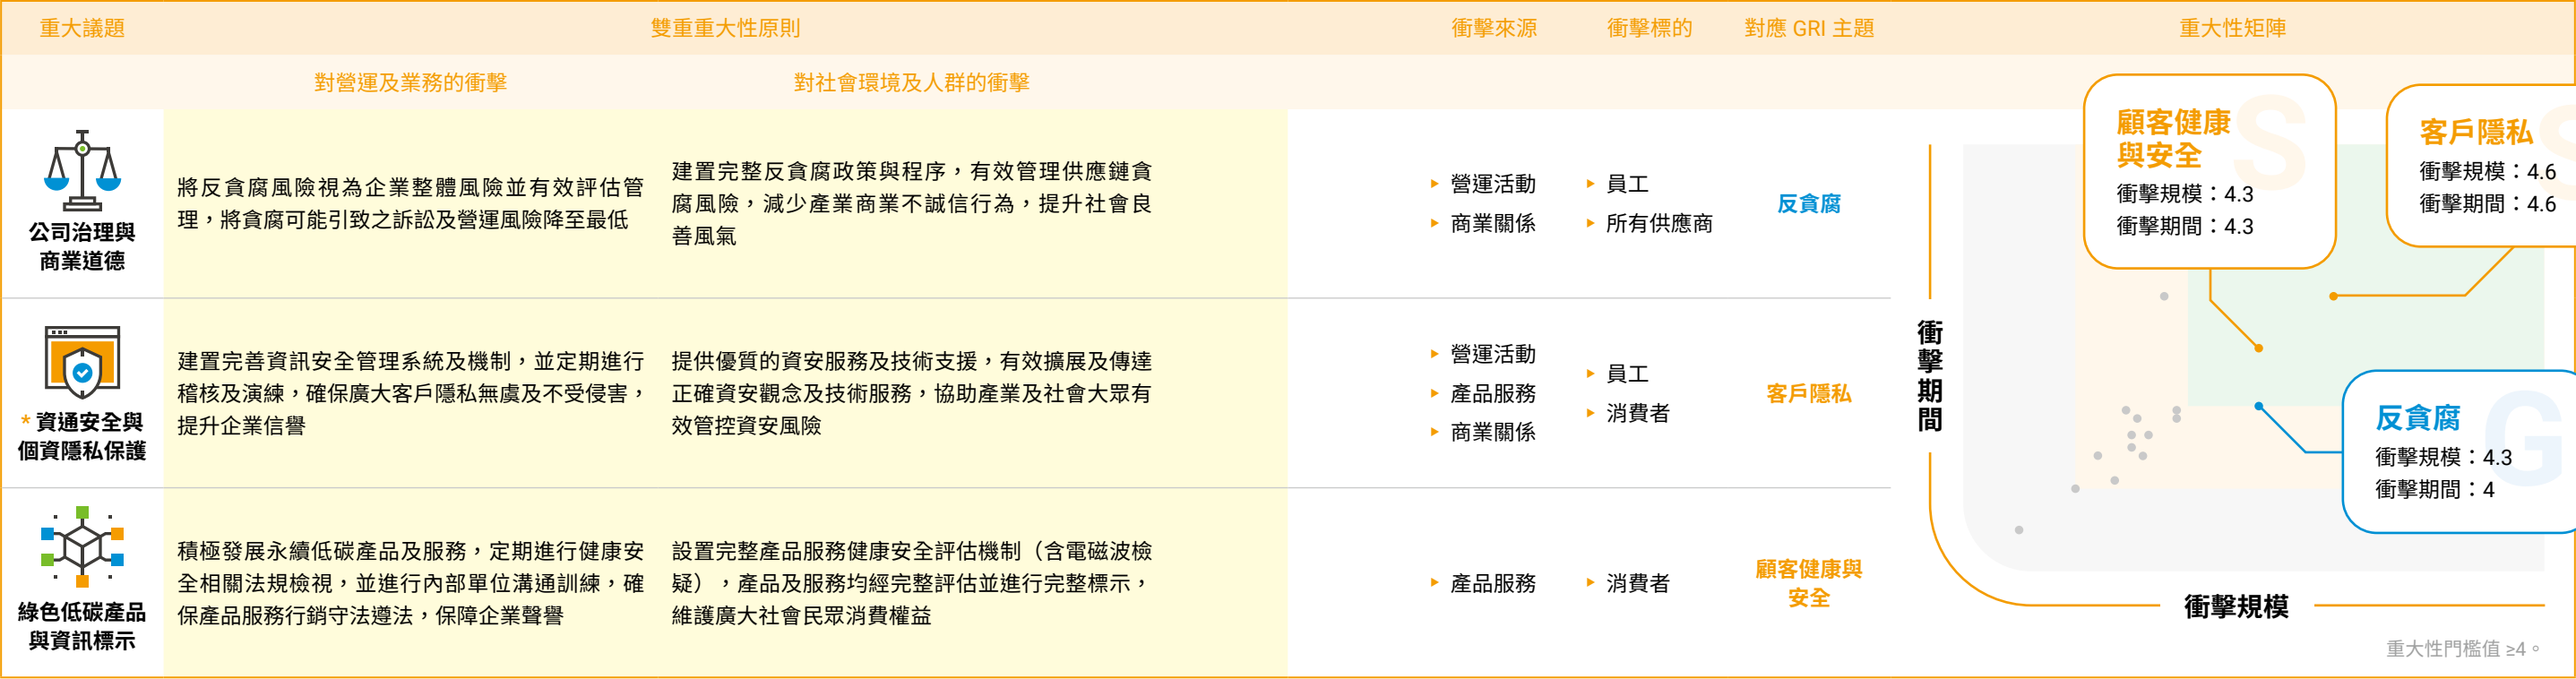 重大議題
雙重重大性原則
衝擊來源
衝擊標的
對應 GRI 主題
重大性矩陣
對營運及業務的衝擊
對社會環境及人群的衝擊
公司治理與
商業道德
將反貪腐風險視為企業整體風險並有效評估管
理，將貪腐可能引致之訴訟及營運風險降至最低
建置完整反貪腐政策與程序，有效管理供應鏈貪
腐風險，減少產業商業不誠信行為，提升社會良
善風氣
營運活動
商業關係
員工
所有供應商
反貪腐
* 資通安全與
個資隱私保護
建置完善資訊安全管理系統及機制，並定期進行
稽核及演練，確保廣大客戶隱私無虞及不受侵害，
提升企業信譽
提供優質的資安服務及技術支援，有效擴展及傳達
正確資安觀念及技術服務，協助產業及社會大眾有
效管控資安風險
營運活動
產品服務
商業關係
員工
消費者
客戶隱私
綠色低碳產品
與資訊標示
積極發展永續低碳產品及服務，定期進行健康安
全相關法規檢視，並進行內部單位溝通訓練，確
保產品服務行銷守法遵法，保障企業聲譽
設置完整產品服務健康安全評估機制（含電磁波檢
疑），產品及服務均經完整評估並進行完整標示，
維護廣大社會民眾消費權益
產品服務
消費者
顧客健康與
安全
S
顧客健康
與安全
衝擊規模：4.3
衝擊期間：4.3
S
客戶隱私
衝擊規模：4.6
衝擊期間：4.6
G
反貪腐
衝擊規模：4.3
衝擊期間：4
衝擊期間
衝擊規模
重大性門檻值 ≥4。